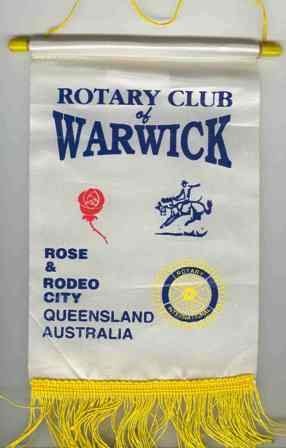 ROTARY CLUB
of
WARWICK
ROSE
&
RODEO
CITY
QUEENSLAND
AUSTRALIA
ROTARY
INTERNATIONAL